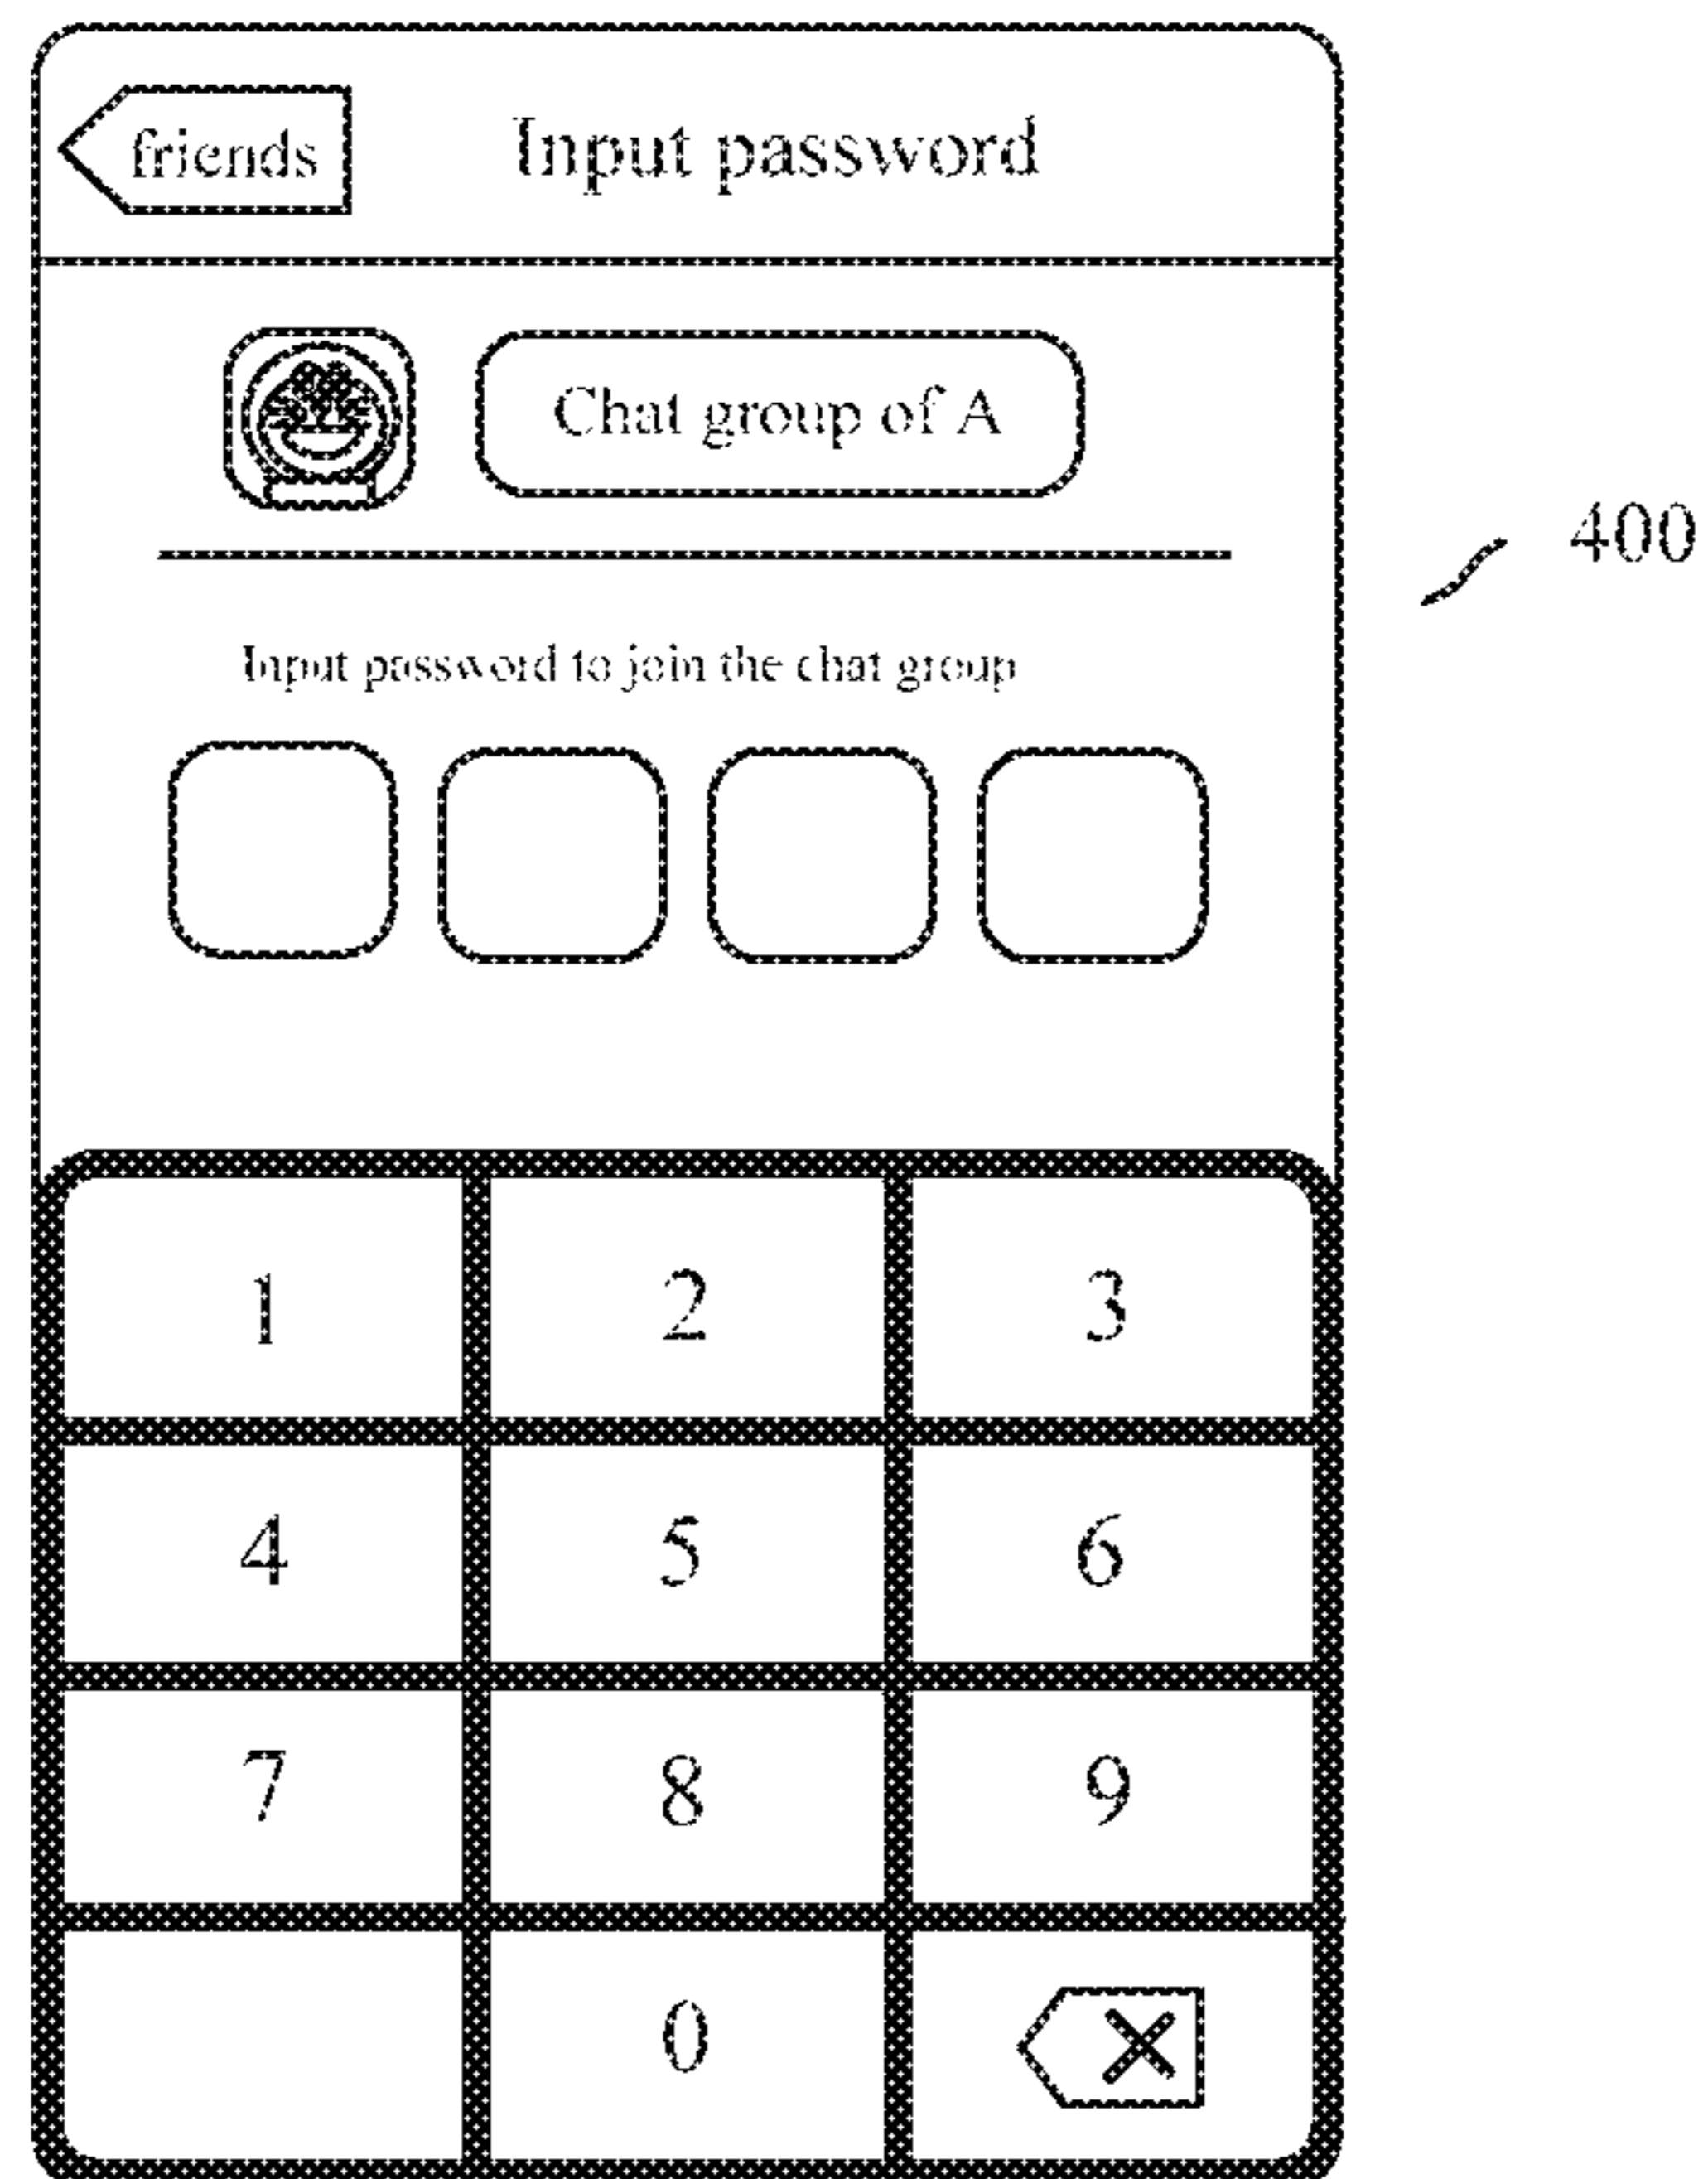 friends Input password
Chat group of A
400
Input password to join the chat group
1 2 3
4 5 6
7 8 9
0